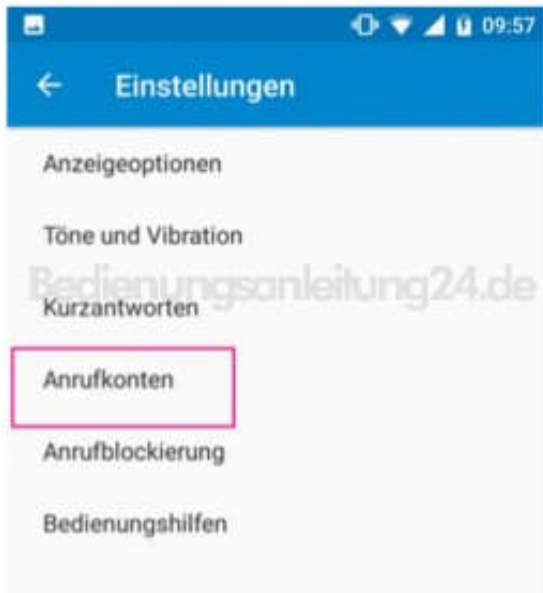 09:57
Einstellungen
Anzeigeoptionen
Töne und Vibration
Bedienungsanleitung24.de
Kurzantworten
Anrufkonten
Anrufblockierung
Bedienungshilfen